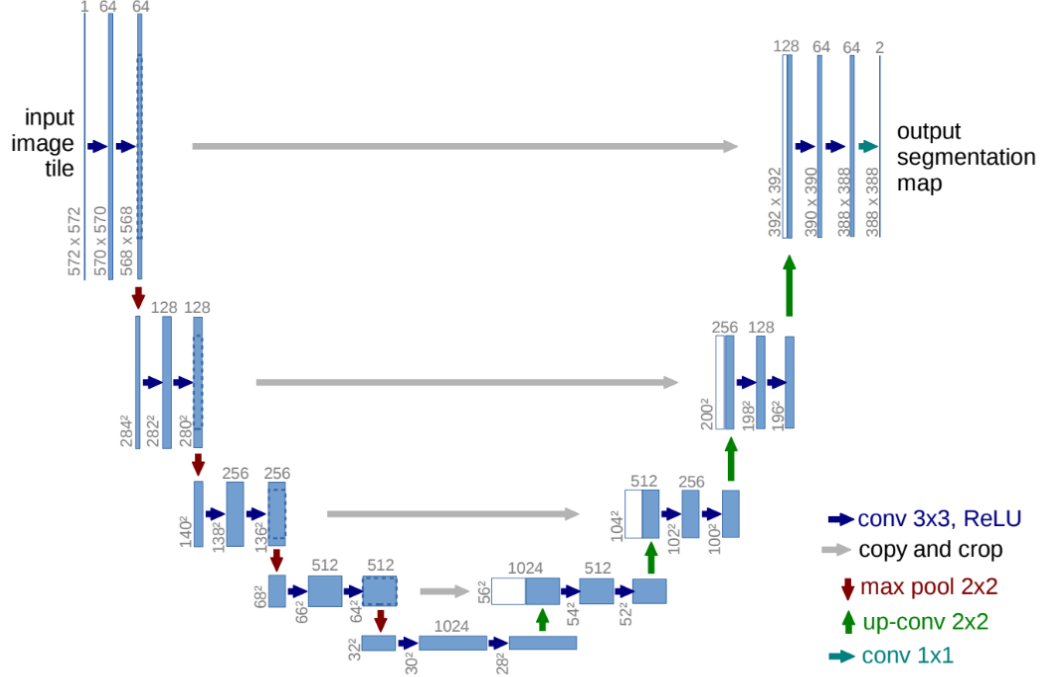 1 64 64
input
image
tile
572 x 572
570 x 570
568 x 568
128 64 64 2
output
segmentation
map
392 x 392
390 x 390
388 x 388
388 x 388
128 128
284²
282²
280²
256 128
200²
198²
196²
256 256
140²
138²
136²
512 256
104²
102²
100²
512 512
68²
66²
64²
1024 512
56²
54²
52²
1024
32²
30²
28²
conv 3x3, ReLU
copy and crop
max pool 2x2
up-conv 2x2
conv 1x1